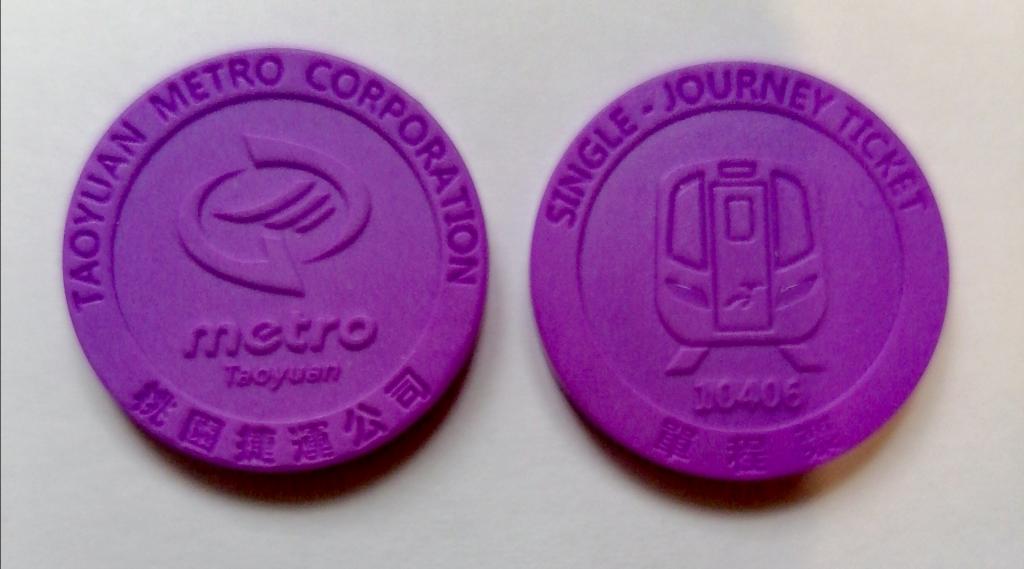 TAOYUAN METRO CORPORATION
metro
Taoyuan
桃園捷運公司
SINGLE - JOURNEY TICKET
10406
單程票